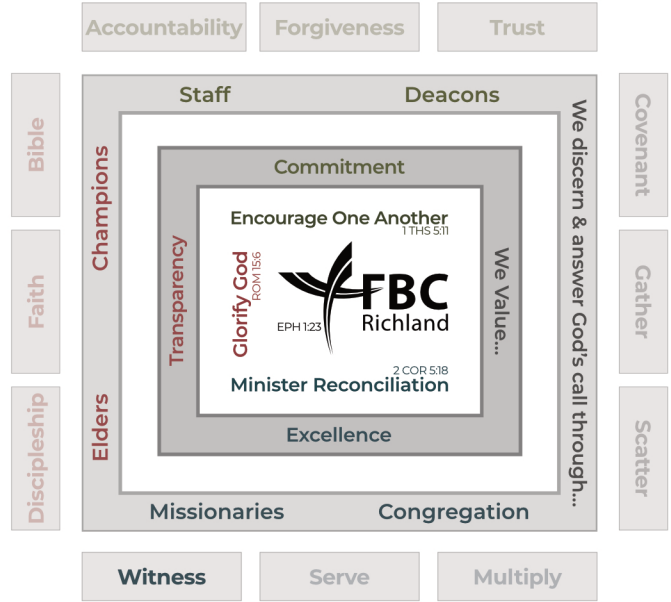 Accountability
Forgiveness
Trust
Bible
Faith
Discipleship
Staff
Deacons
Champions
Elders
We discern & answer God's call through...
Missionaries
Congregation
Commitment
Transparency
We Value...
Excellence
Encourage One Another
1 THS 5:11
Glorify God
ROM 15:6
EPH 1:23
FBC
Richland
2 COR 5:18
Minister Reconciliation
Covenant
Gather
Scatter
Witness
Serve
Multiply